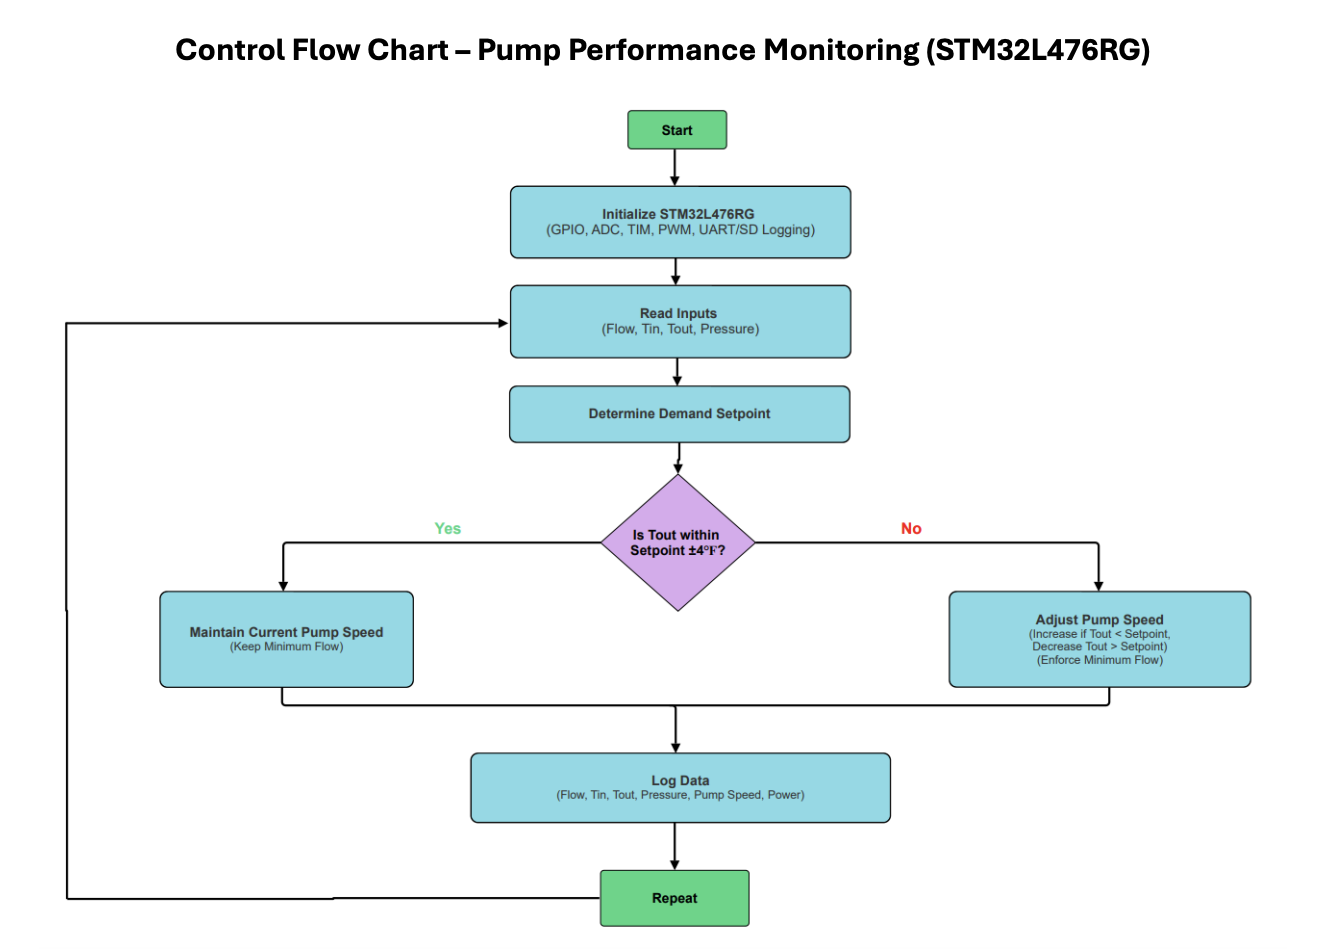 Control Flow Chart – Pump Performance Monitoring (STM32L476RG)
Start
Initialize STM32L476RG
(GPIO, ADC, TIM, PWM, UART/SD Logging)
Read Inputs
(Flow, Tin, Tout, Pressure)
Determine Demand Setpoint
Is Tout within
Setpoint ±4°F?
Yes
No
Maintain Current Pump Speed
(Keep Minimum Flow)
Adjust Pump Speed
(Increase if Tout < Setpoint,
Decrease Tout > Setpoint)
(Enforce Minimum Flow)
Log Data
(Flow, Tin, Tout, Pressure, Pump Speed, Power)
Repeat